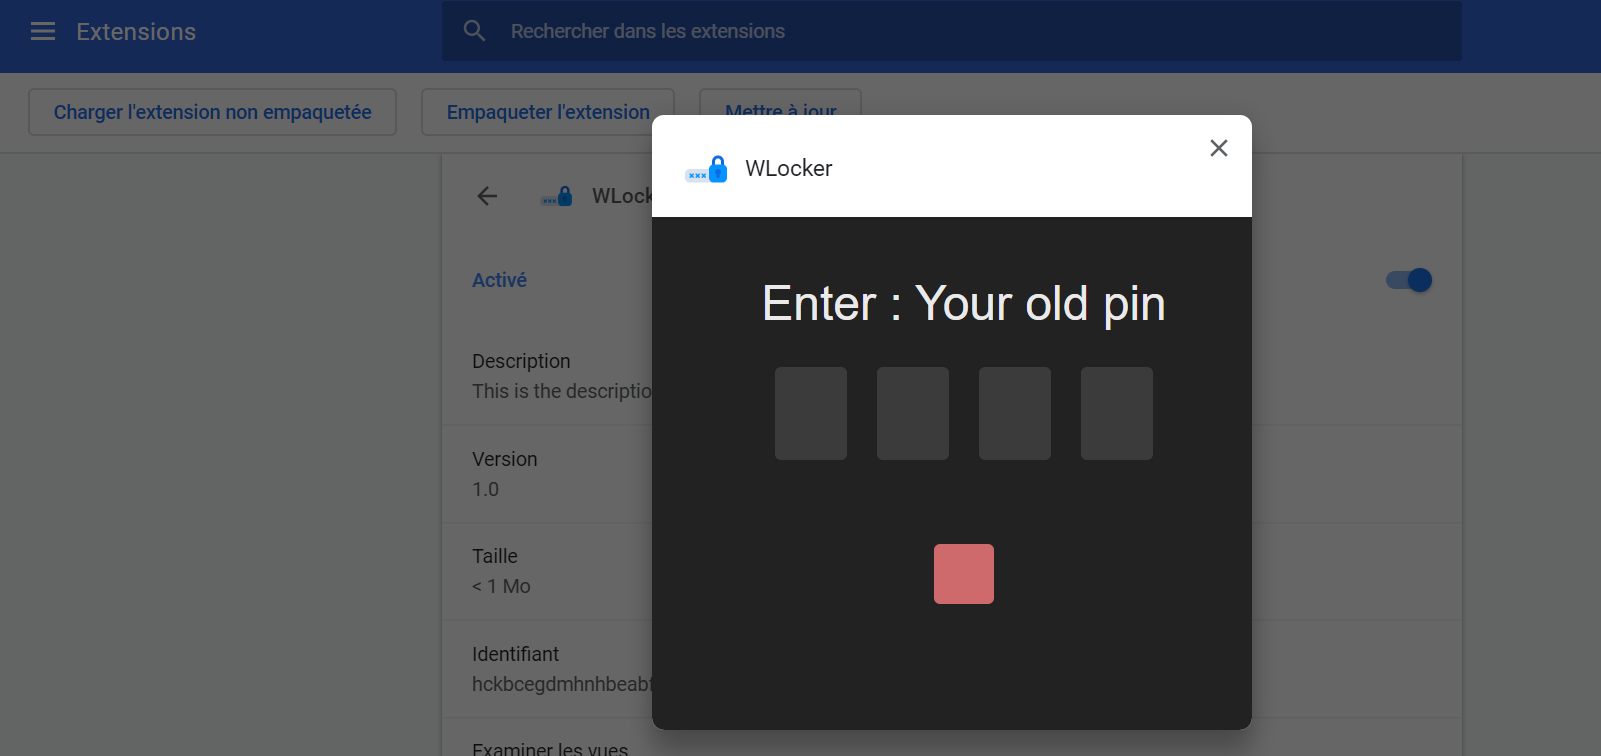 Extensions
Rechercher dans les extensions
Charger l'extension non empaquetée
Empaqueter l'extension
Mettre à jour
WLocker
WLock
Activé
Enter : Your old pin
Description
This is the descriptio
Version
1.0
Taille
< 1 Mo
Identifiant
hckbcegdmhnhbeabf
Examiner les vues